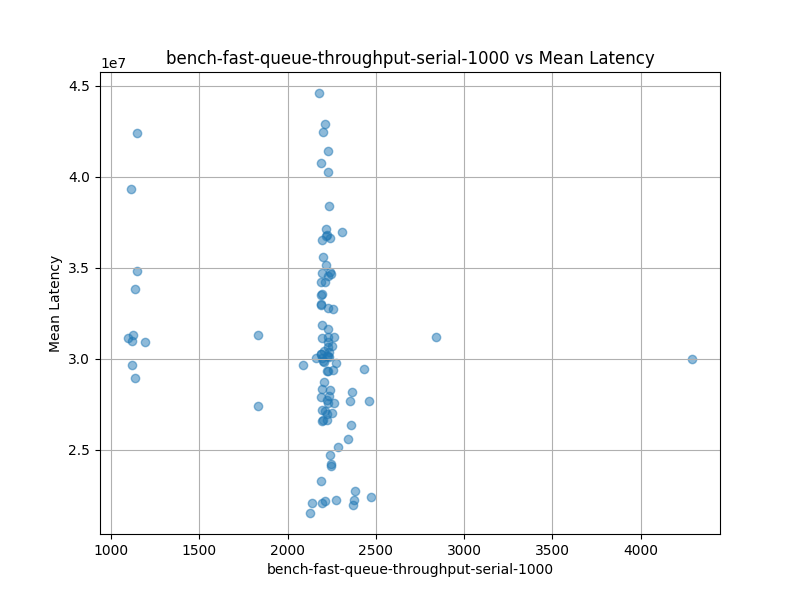 bench-fast-queue-throughput-serial-1000 vs Mean Latency
1e7
4.5
4.0
3.5
3.0
2.5
Mean Latency
1000 1500 2000 2500 3000 3500 4000
bench-fast-queue-throughput-serial-1000